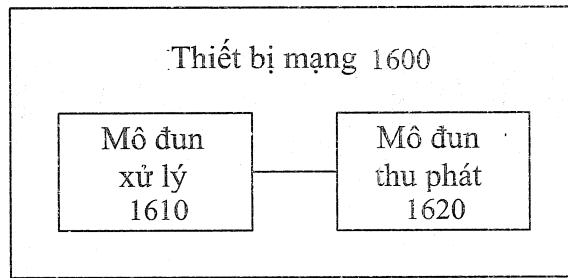 Thiết bị mạng 1600
Mô đun
xử lý
1610
Mô đun
thu phát
1620